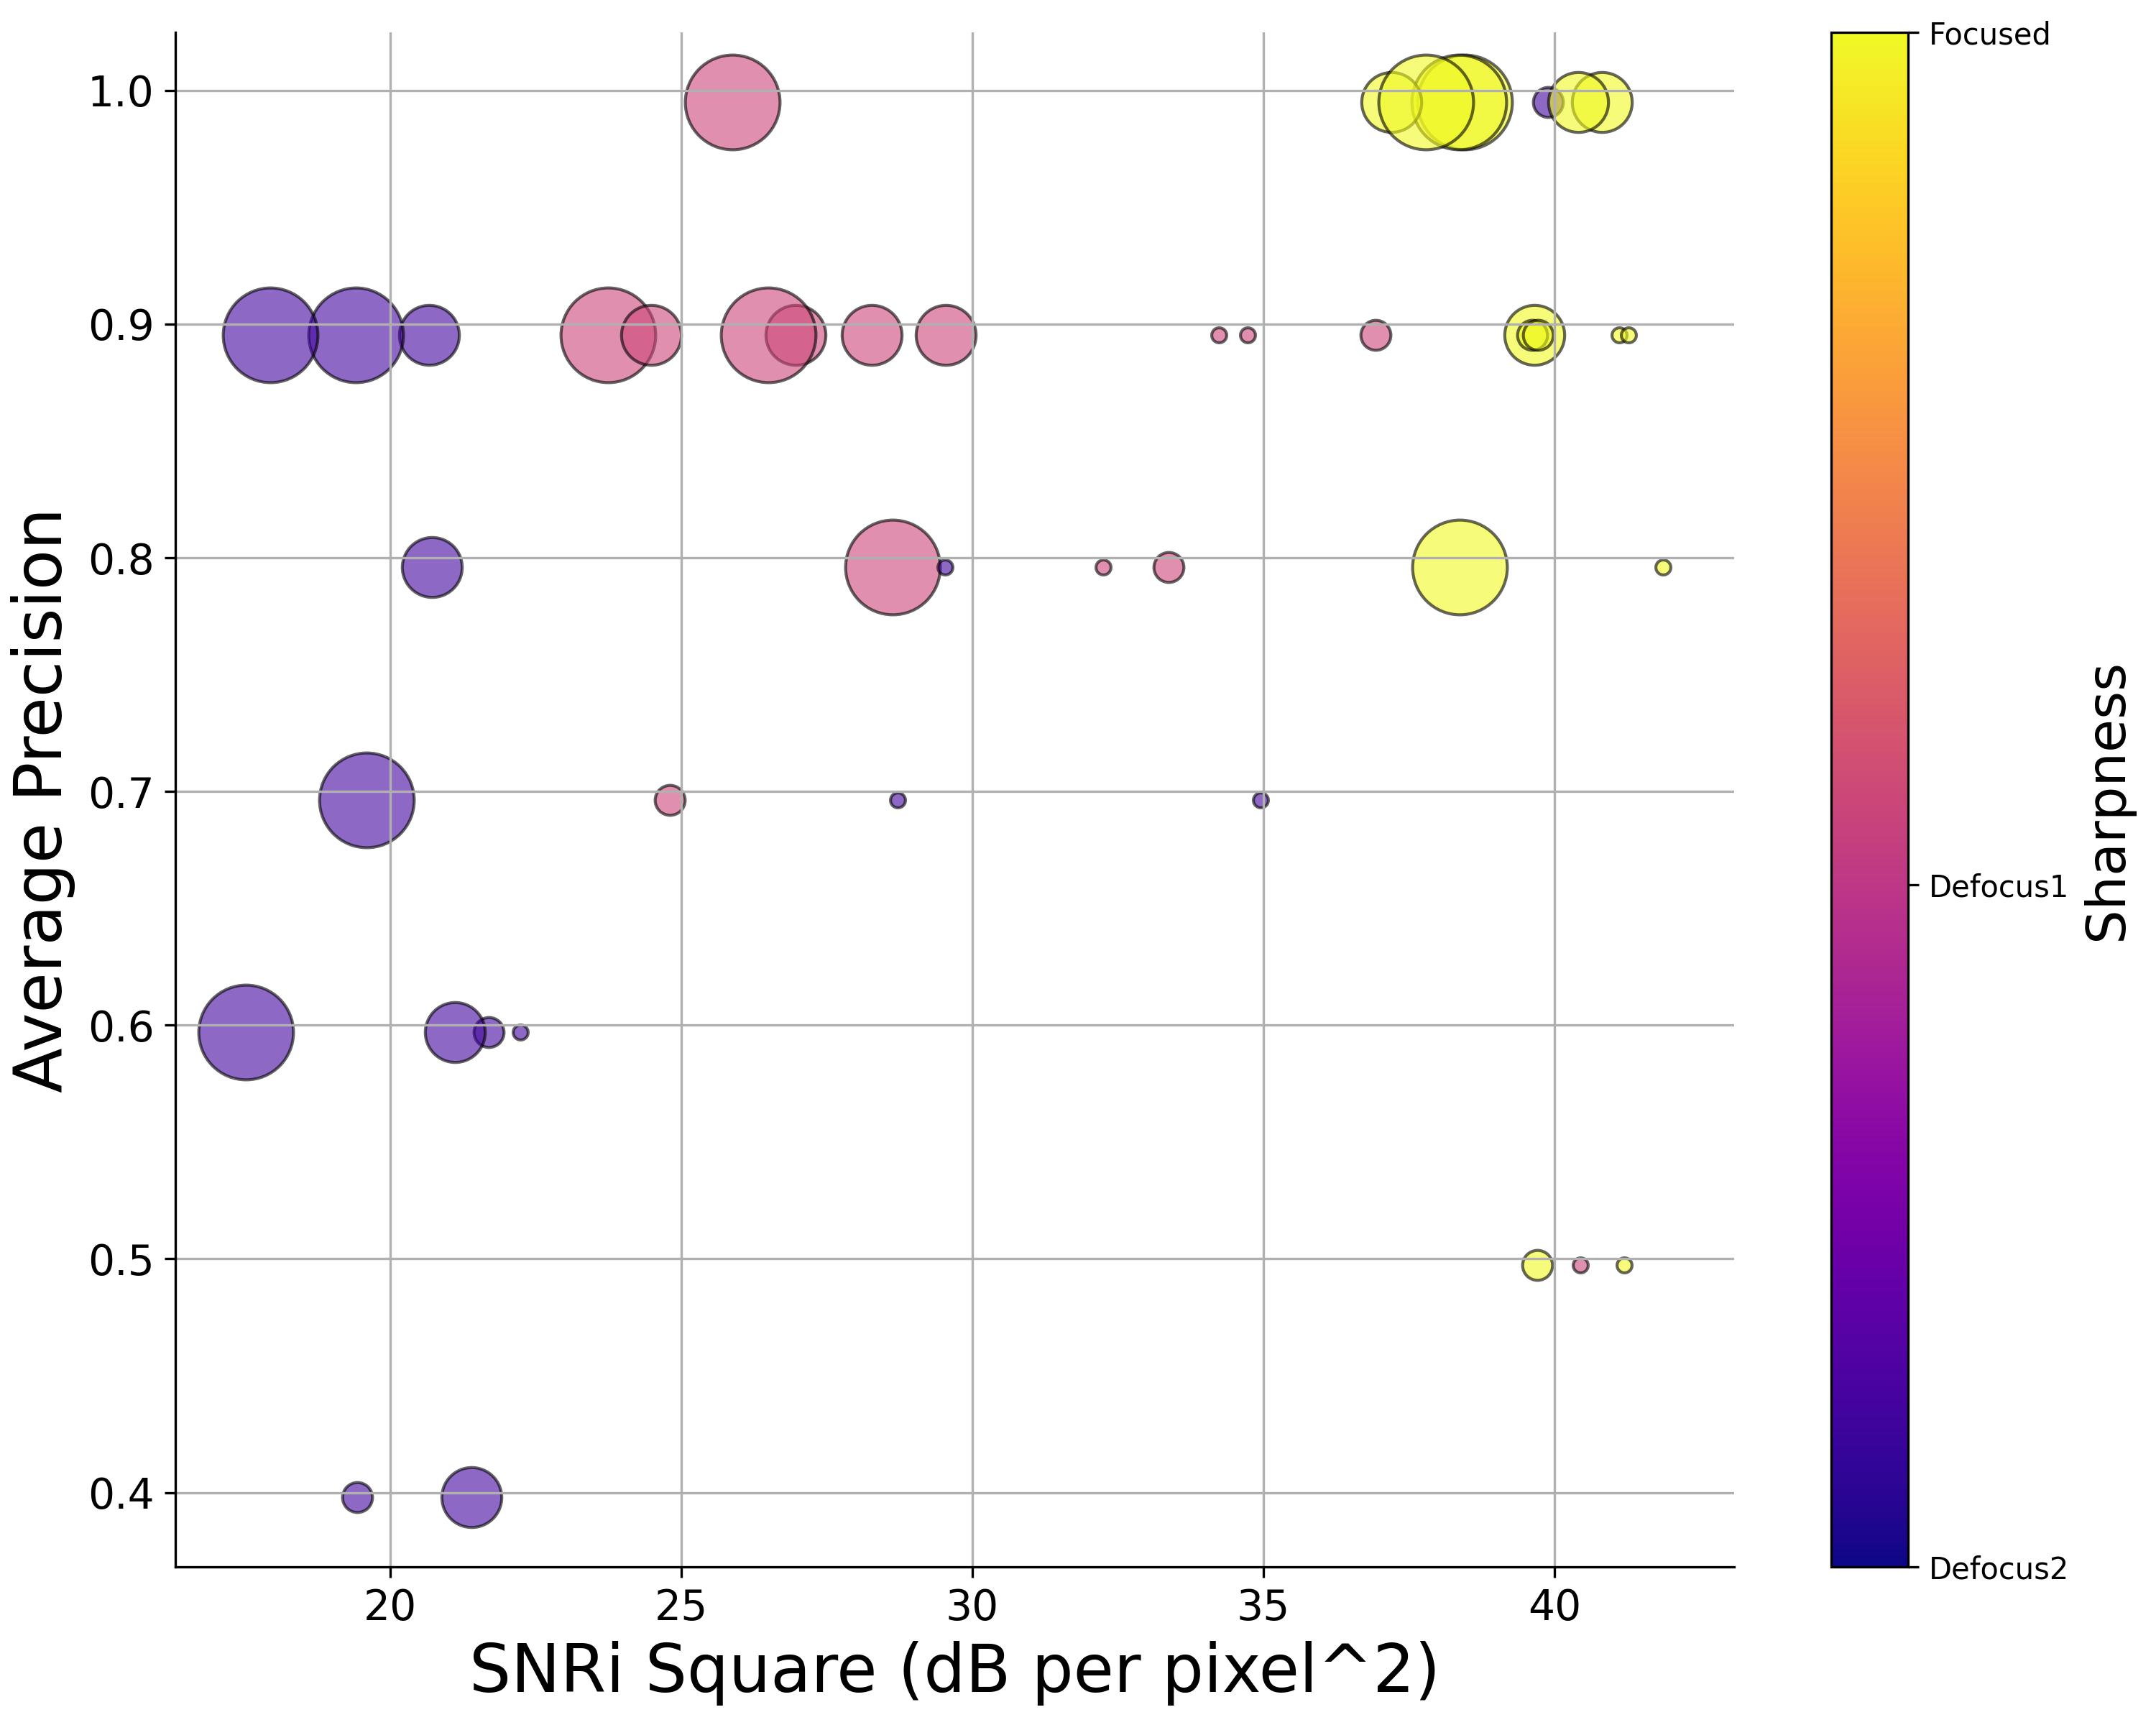 Average Precision
1.0
0.9
0.8
0.7
0.6
0.5
0.4
20
25
30
35
40
SNRi Square (dB per pixel^2)
Focused
Defocus1
Defocus2
Sharpness